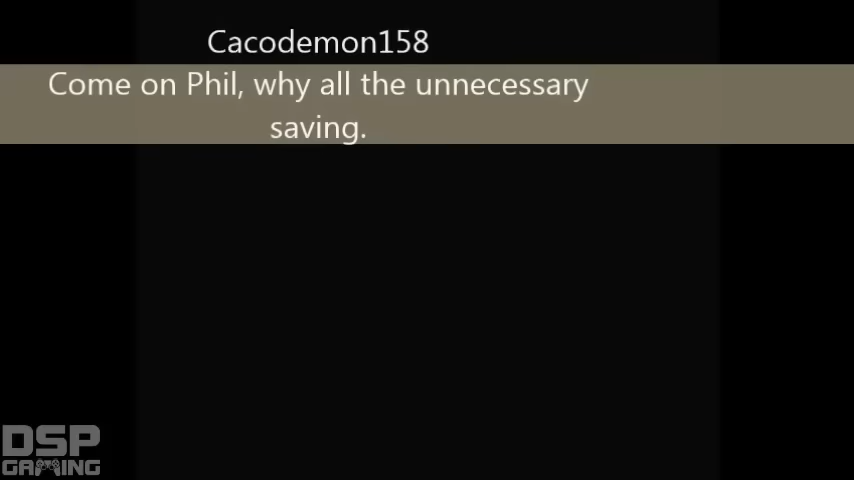 Cacodemon158
Come on Phil, why all the unnecessary
saving.
DSP
GAMING